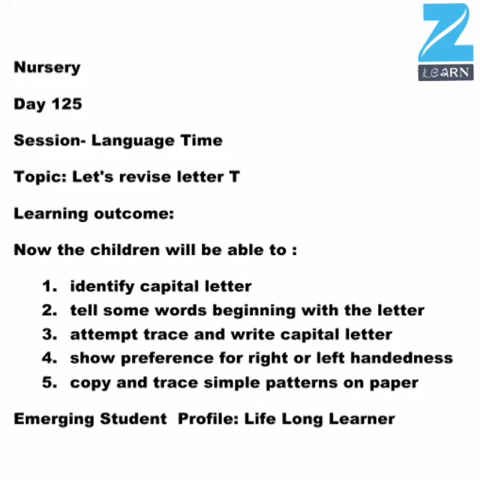 Z
LEARN
Nursery
Day 125
Session- Language Time
Topic: Let's revise letter T
Learning outcome:
Now the children will be able to :
1. identify capital letter
2. tell some words beginning with the letter
3. attempt trace and write capital letter
4. show preference for right or left handedness
5. copy and trace simple patterns on paper
Emerging Student  Profile: Life Long Learner